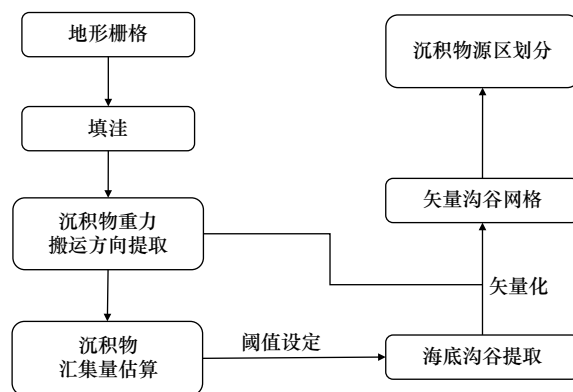 地形栅格
填洼
沉积物重力
搬运方向提取
沉积物
汇集量估算
阈值设定
海底沟谷提取
矢量化
矢量沟谷网格
沉积物源区划分